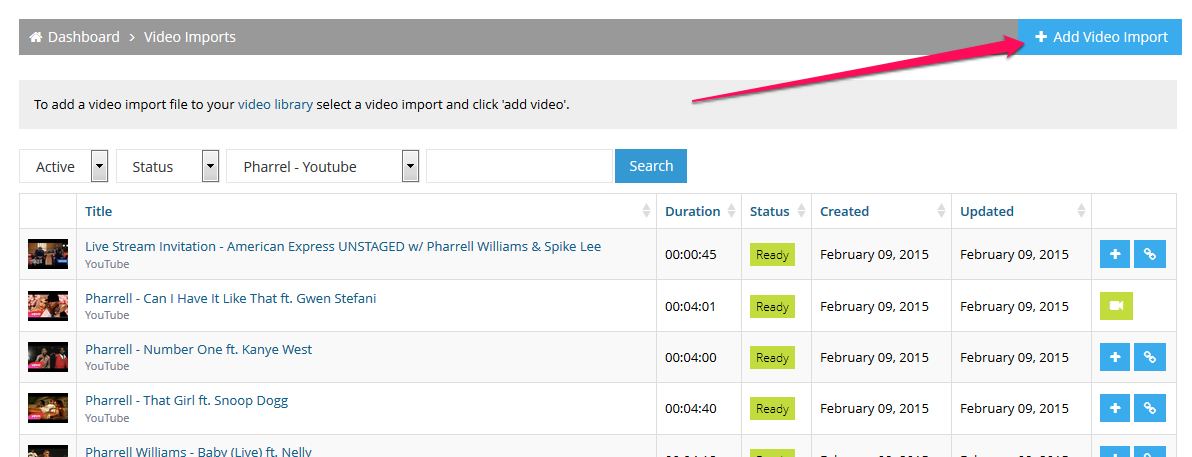 Dashboard > Video Imports
+ Add Video Import
To add a video import file to your video library select a video import and click 'add video'.
Active Status Pharrel - Youtube Search
Title Duration Status Created Updated
Live Stream Invitation - American Express UNSTAGED w/ Pharrell Williams & Spike Lee
YouTube
00:00:45 Ready February 09, 2015 February 09, 2015
Pharrell - Can I Have It Like That ft. Gwen Stefani
YouTube
00:04:01 Ready February 09, 2015 February 09, 2015
Pharrell - Number One ft. Kanye West
YouTube
00:04:00 Ready February 09, 2015 February 09, 2015
Pharrell - That Girl ft. Snoop Dogg
YouTube
00:04:40 Ready February 09, 2015 February 09, 2015
Pharrell Williams - Baby (Live) ft. Nelly